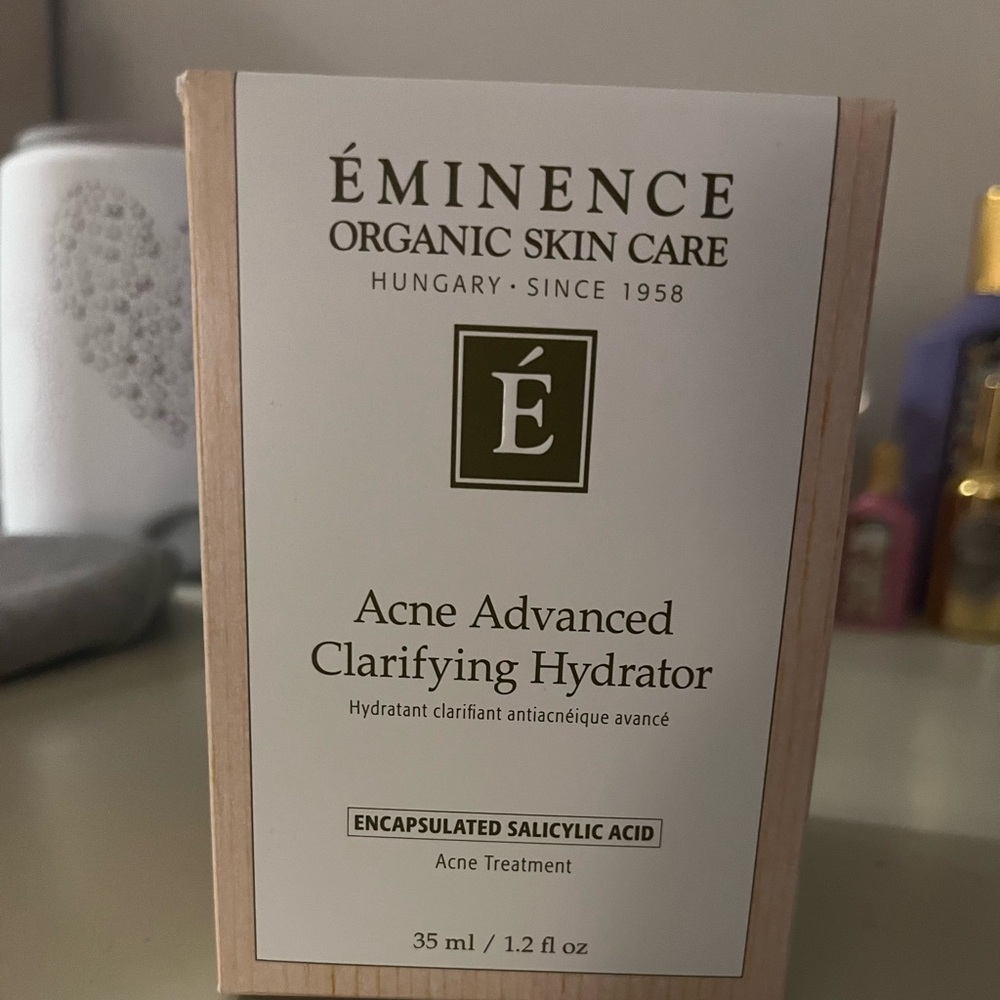 ÉMINENCE
ORGANIC SKIN CARE
HUNGARY · SINCE 1958
É
Acne Advanced
Clarifying Hydrator
Hydratant clarifiant antiacnéique avancé
ENCAPSULATED SALICYLIC ACID
Acne Treatment
35 ml / 1.2 fl oz